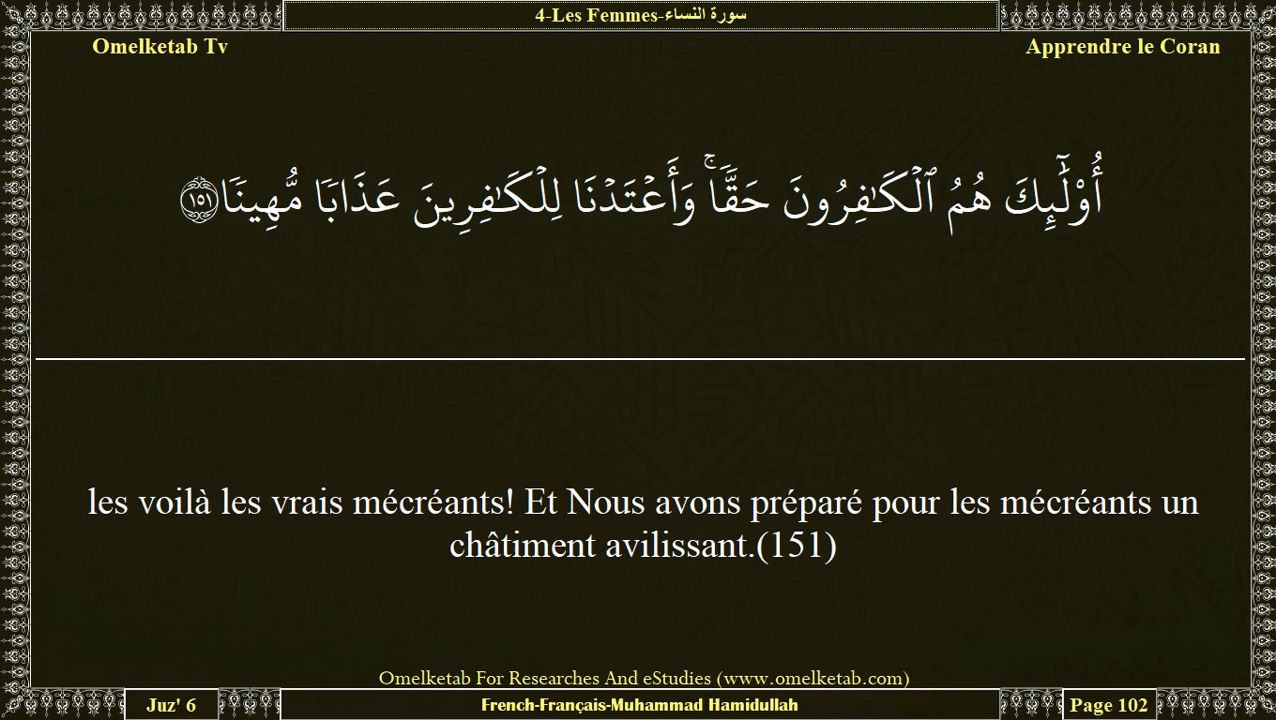 4-Les Femmes-سورة النساء
Omelketab Tv
Apprendre le Coran
أُوْلَٰٓئِكَ هُمُ ٱلۡكَٰفِرُونَ حَقّٗاۚ وَأَعۡتَدۡنَا لِلۡكَٰفِرِينَ عَذَابٗا مُّهِينٗا ١٥١
les voilà les vrais mécréants! Et Nous avons préparé pour les mécréants un
châtiment avilissant.(151)
Omelketab For Researches And eStudies (www.omelketab.com)
Juz' 6
French-Français-Muhammad Hamidullah
Page 102